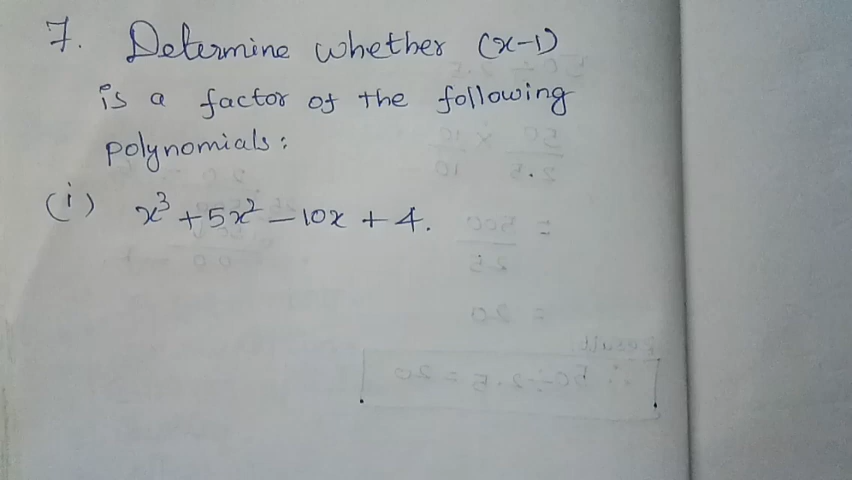 7. Determine whether (x-1)
is a factor of the following
polynomials:
(i) x³ + 5x² - 10x + 4.